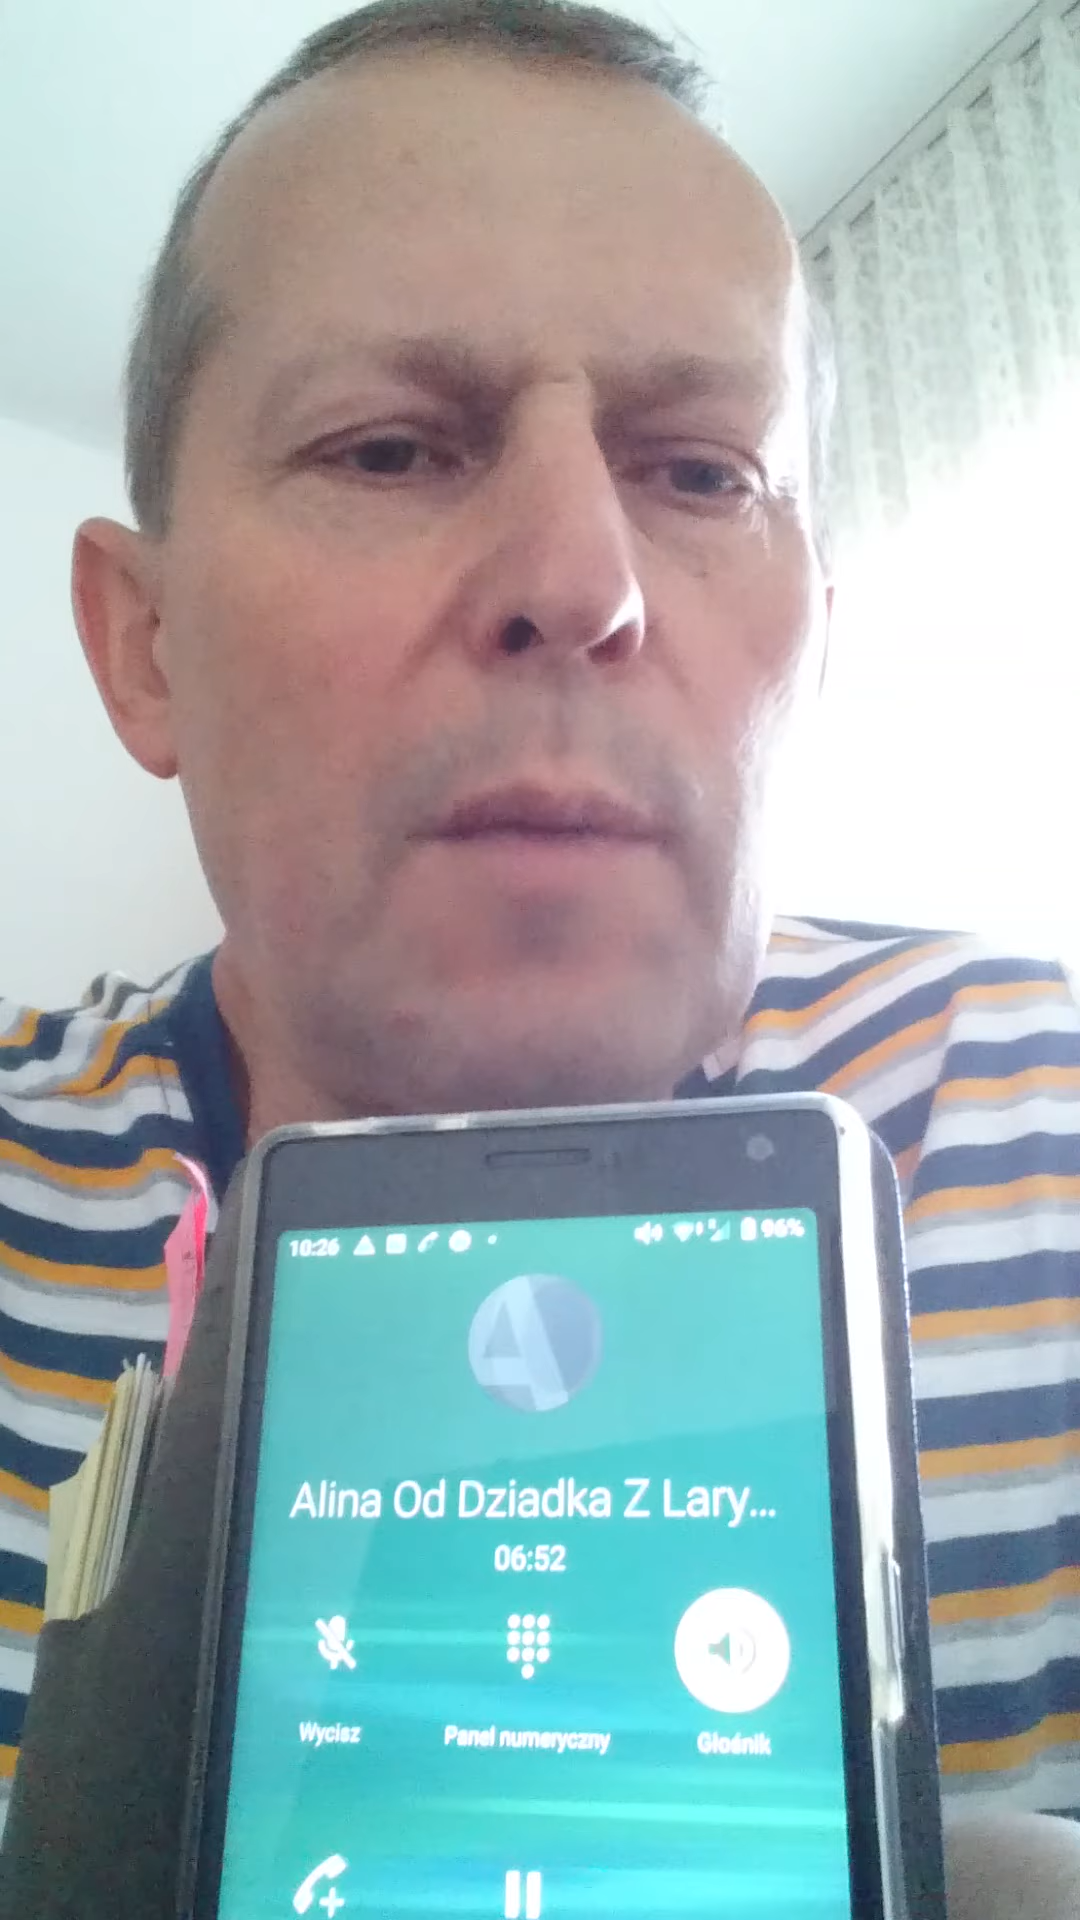 10:26 96%
A
Alina Od Dziadka Z Lary...
06:52
Wycisz Panel numeryczny Głośnik